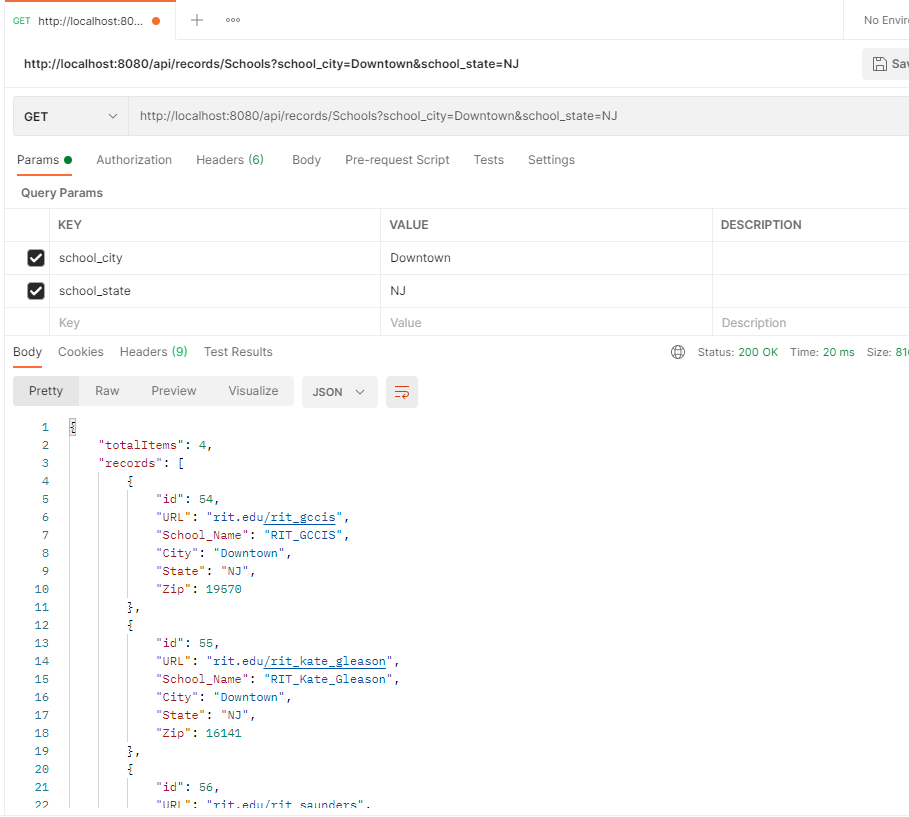 GET http://localhost:80... + ooo No Envir
http://localhost:8080/api/records/Schools?school_city=Downtown&school_state=NJ Sav
GET http://localhost:8080/api/records/Schools?school_city=Downtown&school_state=NJ
Params Authorization Headers (6) Body Pre-request Script Tests Settings
Query Params
KEY VALUE DESCRIPTION
school_city Downtown
school_state NJ
Key Value Description
Body Cookies Headers (9) Test Results Status: 200 OK Time: 20 ms Size: 810
Pretty Raw Preview Visualize JSON
1 {
2 "totalItems": 4,
3 "records": [
4 {
5 "id": 54,
6 "URL": "rit.edu/rit_gccis",
7 "School_Name": "RIT_GCCIS",
8 "City": "Downtown",
9 "State": "NJ",
10 "Zip": 19570
11 },
12 {
13 "id": 55,
14 "URL": "rit.edu/rit_kate_gleason",
15 "School_Name": "RIT_Kate_Gleason",
16 "City": "Downtown",
17 "State": "NJ",
18 "Zip": 16141
19 },
20 {
21 "id": 56,
22 "URL": "rit.edu/rit_saunders",